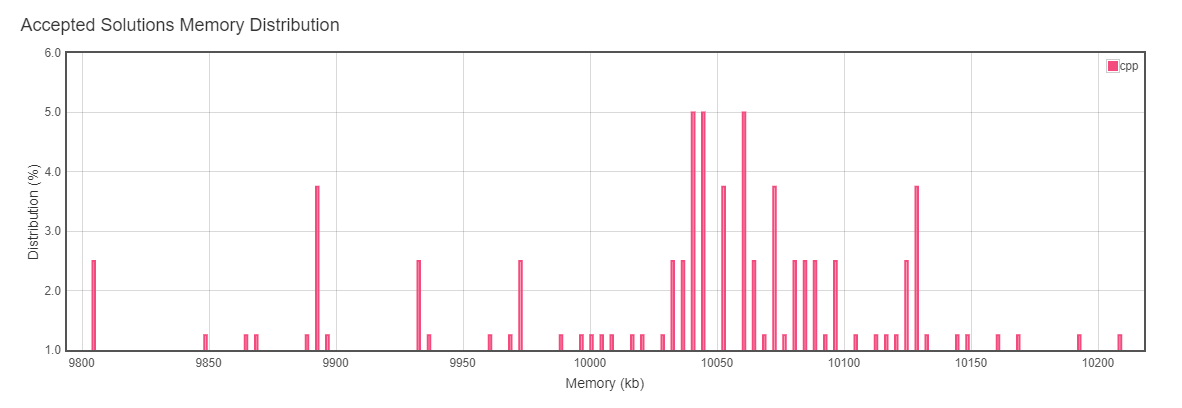 Accepted Solutions Memory Distribution
cpp
Distribution (%)
6.0
5.0
4.0
3.0
2.0
1.0
9800 9850 9900 9950 10000 10050 10100 10150 10200
Memory (kb)